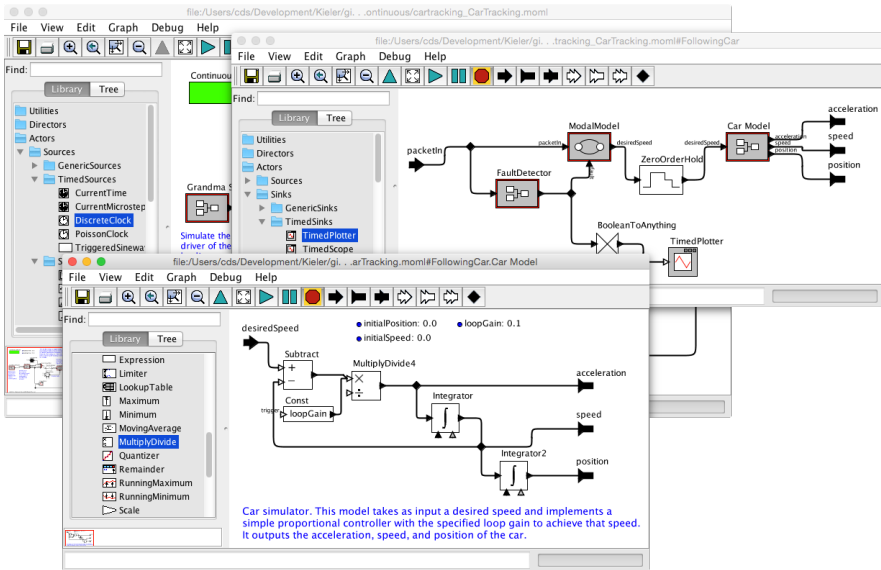 file:/Users/cds/Development/Kieler/gi. . .ontinuous/cartracking_CarTracking.moml
File View Edit Graph Debug Help
Find:
Library Tree
Utilities
Directors
Actors
Sources
GenericSources
TimedSources
CurrentTime
CurrentMicrostep
DiscreteClock
PoissonClock
TriggeredSinewa
S
Continuou
Grandma S
Simulate the
driver of the
file:/Users/cds/Development/Kieler/gi. . .tracking_CarTracking.moml#FollowingCar
File View Edit Graph Debug Help
Find:
Library Tree
Utilities
Directors
Actors
Sources
Sinks
GenericSinks
TimedSinks
TimedPlotter
TimedScope
packetIn
FaultDetector
packetIn
ModalModel
fault
desiredSpeed
ZeroOrderHold
desiredSpeed
Car Model
acceleration
speed
position
acceleration
speed
position
BooleanToAnything
TimedPlotter
file:/Users/cds/Development/Kieler/gi. . .arTracking.moml#FollowingCar.Car Model
File View Edit Graph Debug Help
Find:
Library Tree
Expression
Limiter
LookupTable
Maximum
Minimum
MovingAverage
MultiplyDivide
Quantizer
Remainder
RunningMaximum
RunningMinimum
Scale
initialPosition: 0.0 loopGain: 0.1
initialSpeed: 0.0
desiredSpeed
Subtract
+
−
MultiplyDivide4
×
÷
Const
trigger
loopGain
Integrator
∫
Integrator2
∫
acceleration
speed
position
Car simulator. This model takes as input a desired speed and implements a
simple proportional controller with the specified loop gain to achieve that speed.
It outputs the acceleration, speed, and position of the car.